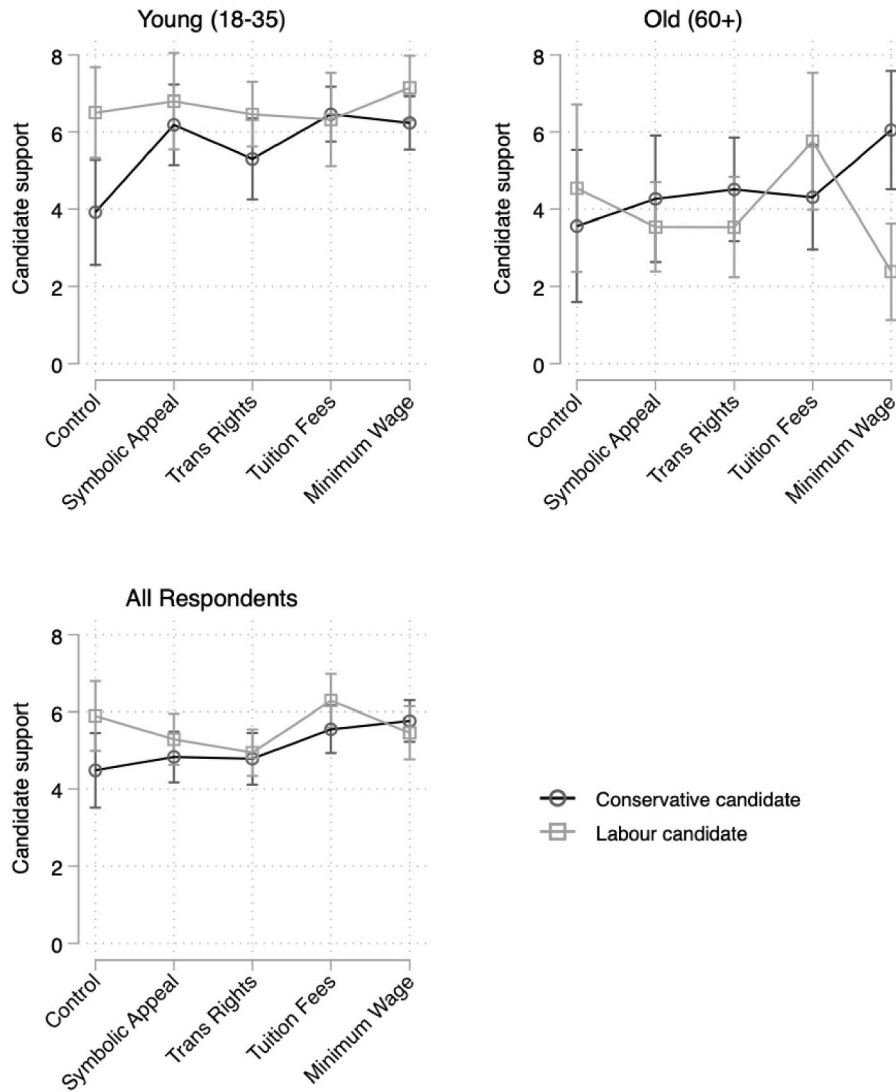 Young (18-35)
Candidate support
8
6
4
2
0
Control
Symbolic Appeal
Trans Rights
Tuition Fees
Minimum Wage
Old (60+)
Candidate support
8
6
4
2
0
Control
Symbolic Appeal
Trans Rights
Tuition Fees
Minimum Wage
All Respondents
Candidate support
8
6
4
2
0
Control
Symbolic Appeal
Trans Rights
Tuition Fees
Minimum Wage
Conservative candidate
Labour candidate